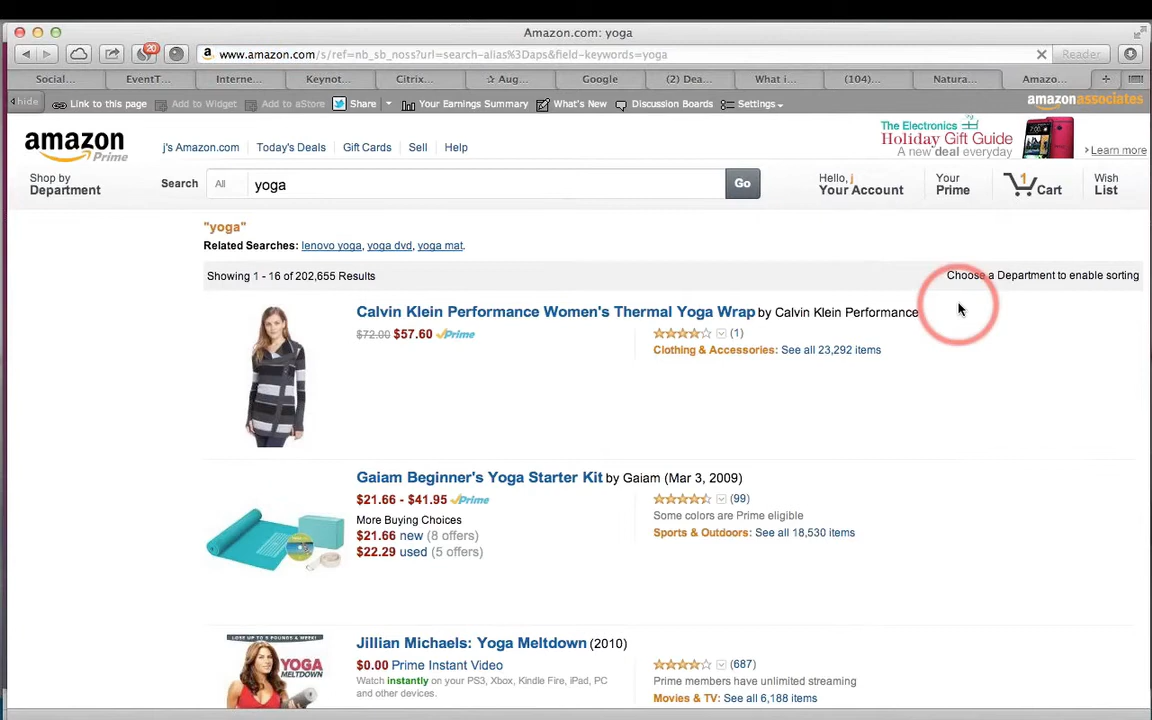 Amazon.com: yoga
20
www.amazon.com/s/ref=nb_sb_noss?url=search-alias%3Daps&field-keywords=yoga
Reader
Social... EventT... Interne... Keynot... Citrix... ☆ Aug... Google (2) Dea... What i... (104)... Natura... Amazo... +
hide Link to this page Add to Widget Add to aStore Share Your Earnings Summary What's New Discussion Boards Settings amazonassociates
The Electronics
Holiday Gift Guide
A new deal everyday
Learn more
amazon
Prime
j's Amazon.com Today's Deals Gift Cards Sell Help
Shop by
Department
Search All yoga Go
Hello, j
Your Account
Your
Prime
1
Cart
Wish
List
"yoga"
Related Searches: lenovo yoga, yoga dvd, yoga mat.
Showing 1 - 16 of 202,655 Results
Choose a Department to enable sorting
Calvin Klein Performance Women's Thermal Yoga Wrap by Calvin Klein Performance
$72.00 $57.60 Prime
(1)
Clothing & Accessories: See all 23,292 items
Gaiam Beginner's Yoga Starter Kit by Gaiam (Mar 3, 2009)
$21.66 - $41.95 Prime
(99)
More Buying Choices
Some colors are Prime eligible
$21.66 new (8 offers)
Sports & Outdoors: See all 18,530 items
$22.29 used (5 offers)
LOSE UP TO 5 POUNDS A WEEK!
YOGA
MELTDOWN
Jillian Michaels: Yoga Meltdown (2010)
$0.00 Prime Instant Video
(687)
Watch instantly on your PS3, Xbox, Kindle Fire, iPad, PC
and other devices.
Prime members have unlimited streaming
Movies & TV: See all 6,188 items